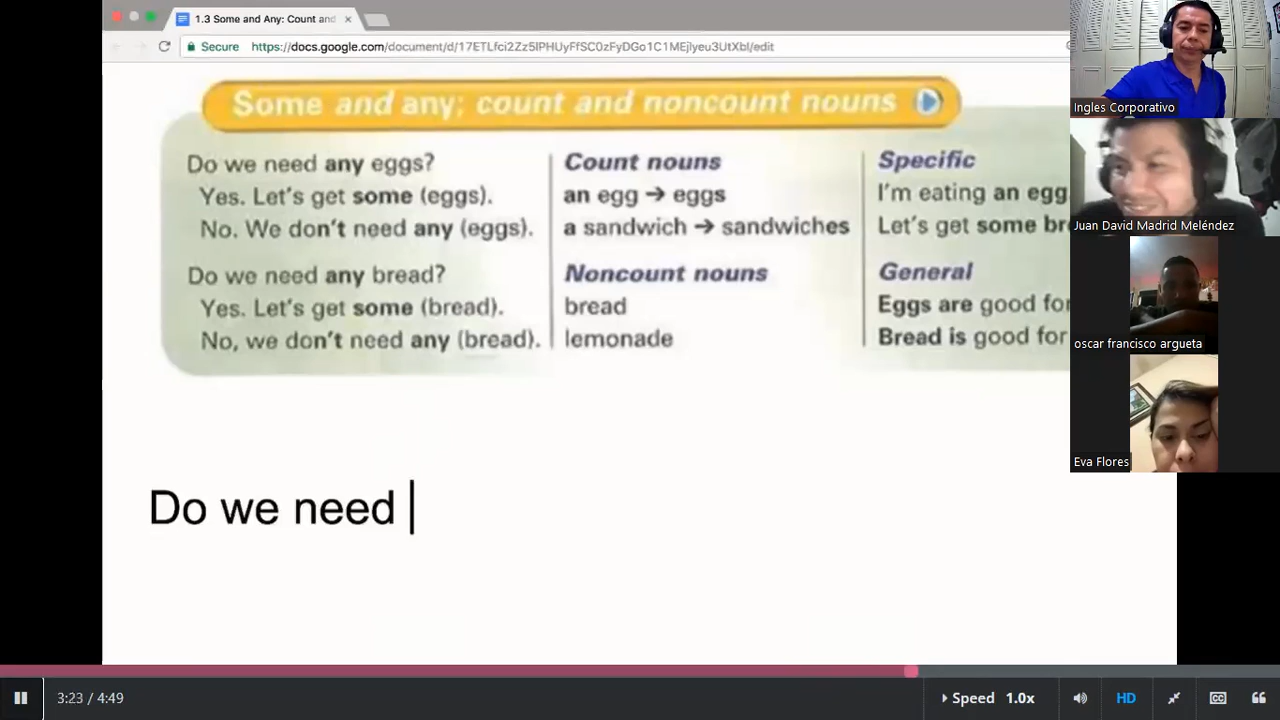 1.3 Some and Any: Count and
Secure https://docs.google.com/document/d/17ETLfci2Zz5lPHUyFfSC0zFyDGo1C1MEjlyeu3UtXbI/edit
Some and any; count and noncount nouns
Do we need any eggs?
Yes. Let's get some (eggs).
No. We don't need any (eggs).
Do we need any bread?
Yes. Let's get some (bread).
No, we don't need any (bread).
Count nouns
an egg → eggs
a sandwich → sandwiches
Noncount nouns
bread
lemonade
Specific
I'm eating an egg
Let's get some br
General
Eggs are good for
Bread is good for
Do we need
Ingles Corporativo
Juan David Madrid Meléndez
oscar francisco argueta
Eva Flores
3:23 / 4:49
Speed 1.0x
HD
CC